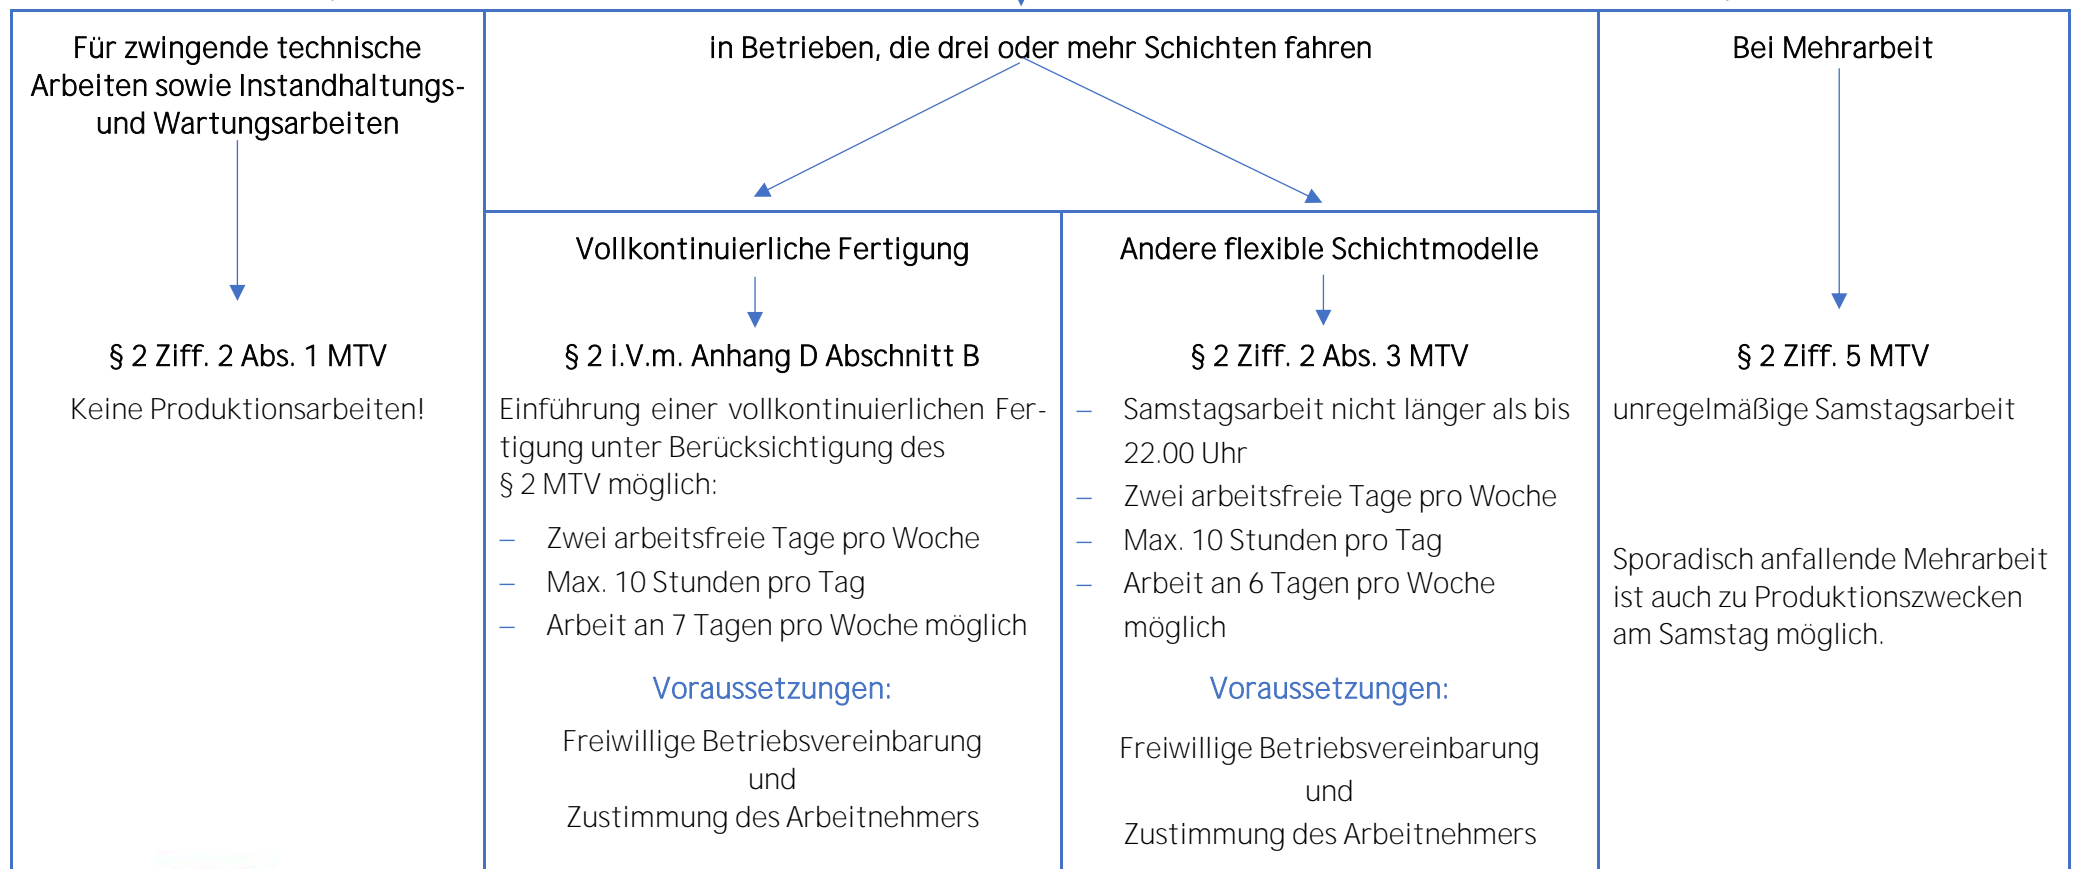 Für zwingende technische
Arbeiten sowie Instandhaltungs-
und Wartungsarbeiten
§ 2 Ziff. 2 Abs. 1 MTV
Keine Produktionsarbeiten!
in Betrieben, die drei oder mehr Schichten fahren
Vollkontinuierliche Fertigung
§ 2 i.V.m. Anhang D Abschnitt B
Einführung einer vollkontinuierlichen Fer-
tigung unter Berücksichtigung des
§ 2 MTV möglich:
– Zwei arbeitsfreie Tage pro Woche
– Max. 10 Stunden pro Tag
– Arbeit an 7 Tagen pro Woche möglich
Voraussetzungen:
Freiwillige Betriebsvereinbarung
und
Zustimmung des Arbeitnehmers
Andere flexible Schichtmodelle
§ 2 Ziff. 2 Abs. 3 MTV
– Samstagsarbeit nicht länger als bis
22.00 Uhr
– Zwei arbeitsfreie Tage pro Woche
– Max. 10 Stunden pro Tag
– Arbeit an 6 Tagen pro Woche
möglich
Voraussetzungen:
Freiwillige Betriebsvereinbarung
und
Zustimmung des Arbeitnehmers
Bei Mehrarbeit
§ 2 Ziff. 5 MTV
unregelmäßige Samstagsarbeit
Sporadisch anfallende Mehrarbeit
ist auch zu Produktionszwecken
am Samstag möglich.